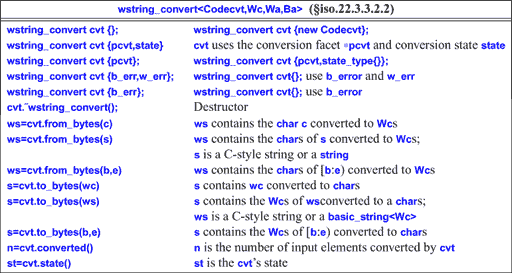 wstring_convert<Codecvt,Wc,Wa,Ba> (§iso.22.3.3.2.2)
wstring_convert cvt {}; wstring_convert cvt {new Codecvt};
wstring_convert cvt {pcvt,state} cvt uses the conversion facet *pcvt and conversion state state
wstring_convert cvt {pcvt}; wstring_convert cvt {pcvt,state_type{}};
wstring_convert cvt {b_err,w_err}; wstring_convert cvt{}; use b_error and w_err
wstring_convert cvt {b_err}; wstring_convert cvt{}; use b_error
cvt.~wstring_convert(); Destructor
ws=cvt.from_bytes(c) ws contains the char c converted to Wcs
ws=cvt.from_bytes(s) ws contains the chars of s converted to Wcs;
s is a C-style string or a string
ws=cvt.from_bytes(b,e) ws contains the chars of [b:e) converted to Wcs
s=cvt.to_bytes(wc) s contains wc converted to chars
s=cvt.to_bytes(ws) s contains the Wcs of wsconverted to a chars;
ws is a C-style string or a basic_string<Wc>
s=cvt.to_bytes(b,e) s contains the Wcs of [b:e) converted to chars
n=cvt.converted() n is the number of input elements converted by cvt
st=cvt.state() st is the cvt's state